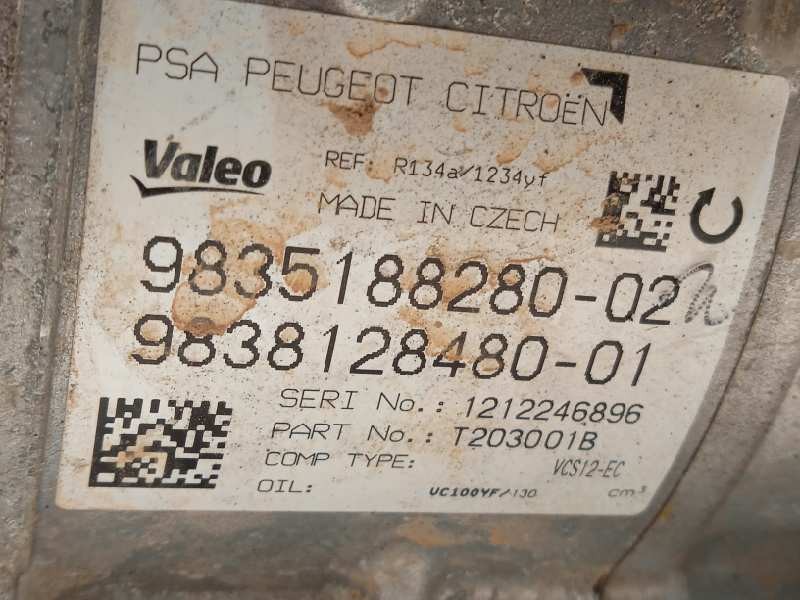 PSA PEUGEOT CITROËN
Valeo
REF: R134a/1234yf
MADE IN CZECH
9835188280-02
9838128480-01
SERI No.: 1212246896
PART No.: T203001B
COMP TYPE: VCS12-EC
OIL: VC100YF/130 cm³